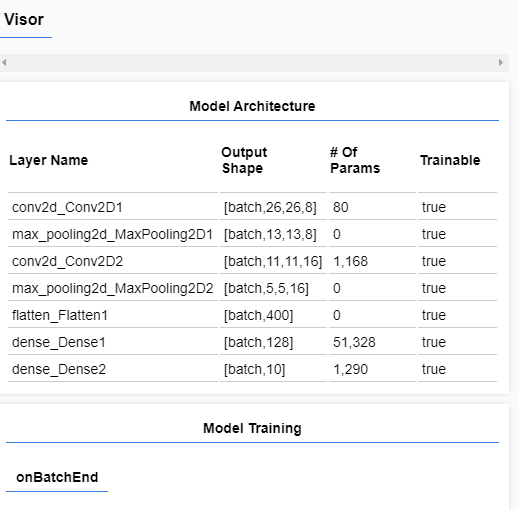 Visor
Model Architecture
Layer Name Output Shape # Of Params Trainable
conv2d_Conv2D1 [batch,26,26,8] 80 true
max_pooling2d_MaxPooling2D1 [batch,13,13,8] 0 true
conv2d_Conv2D2 [batch,11,11,16] 1,168 true
max_pooling2d_MaxPooling2D2 [batch,5,5,16] 0 true
flatten_Flatten1 [batch,400] 0 true
dense_Dense1 [batch,128] 51,328 true
dense_Dense2 [batch,10] 1,290 true
Model Training
onBatchEnd